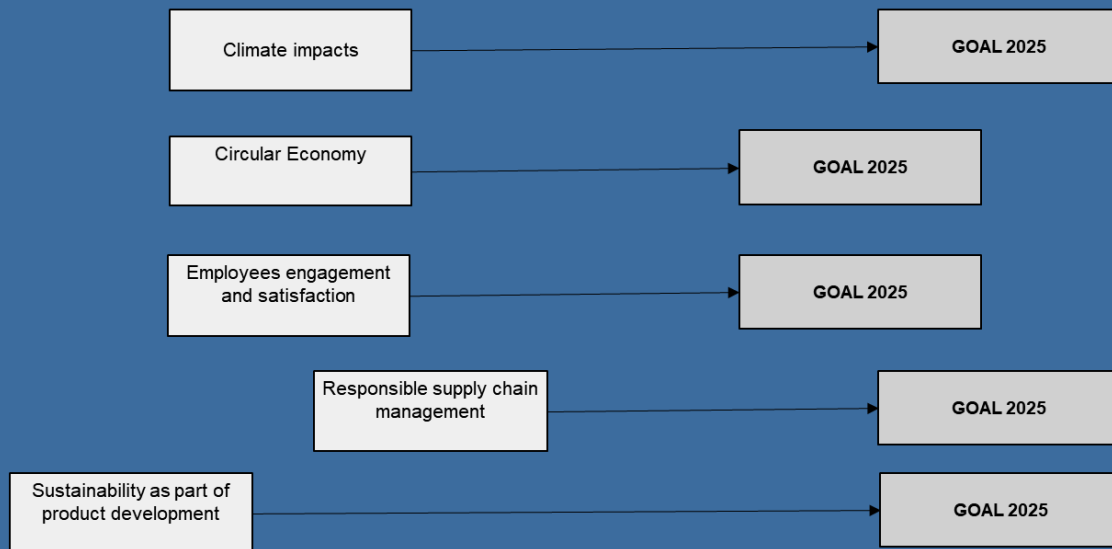 Climate impacts
GOAL 2025
Circular Economy
GOAL 2025
Employees engagement
and satisfaction
GOAL 2025
Responsible supply chain
management
GOAL 2025
Sustainability as part of
product development
GOAL 2025